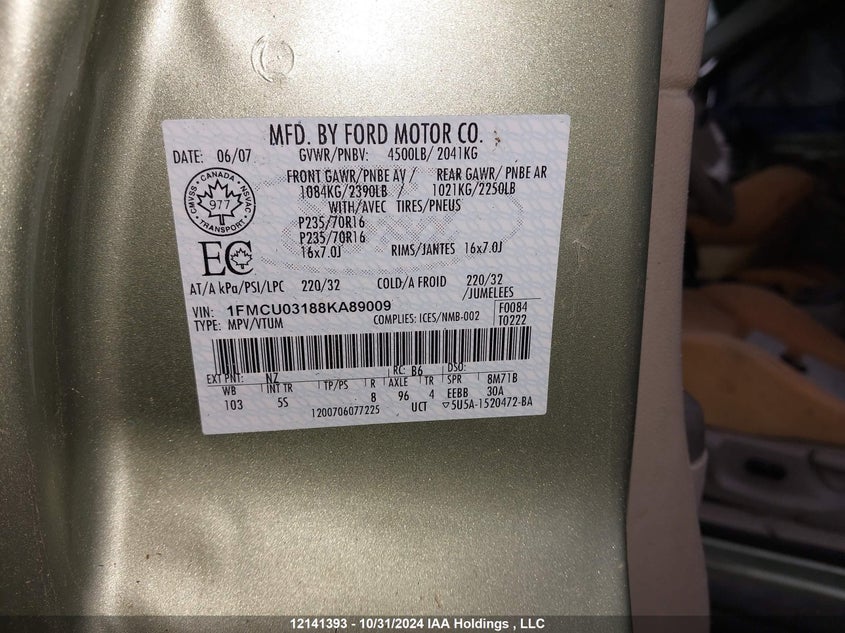 MFD. BY FORD MOTOR CO.
DATE: 06/07 GVWR/PNBV: 4500LB/ 2041KG
FRONT GAWR/PNBE AV/ REAR GAWR/ PNBE AR
1084KG/2390LB / 1021KG/2250LB
WITH/AVEC TIRES/PNEUS
P235/70R16
P235/70R16
16x7.0J RIMS/JANTES 16x7.0J
CMVSS CANADA NSVAC
977
TRANSPORT
EC
AT/A kPa/PSI/LPC 220/32 COLD/A FROID 220/32
/JUMELEES
VIN: 1FMCU03188KA89009 F0084
TYPE: MPV/VTUM COMPLIES: ICES/NMB-002 T0222
EXT PNT: NZ RC: B6 DSO:
WB INT TR TP/PS R AXLE TR SPR 8M71B
103 5S 8 96 4 EEBB 30A
1200706077225 UCT ▽5U5A-1520472-BA
12141393 - 10/31/2024 IAA Holdings , LLC